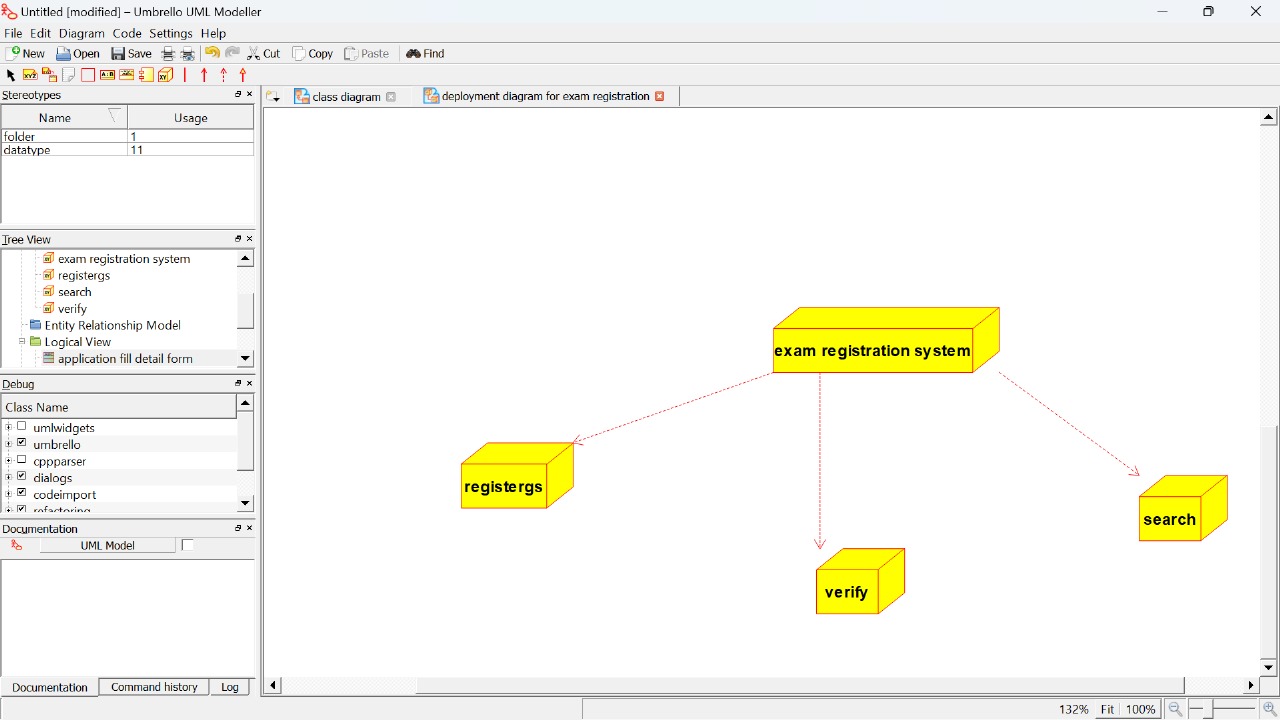 Untitled [modified] – Umbrello UML Modeller
File Edit Diagram Code Settings Help
New Open Save Cut Copy Paste Find
Stereotypes
class diagram deployment diagram for exam registration
Name Usage
folder 1
datatype 11
Tree View
exam registration system
registergs
search
verify
Entity Relationship Model
Logical View
application fill detail form
Debug
Class Name
umlwidgets
umbrello
cppparser
dialogs
codeimport
refactoring
Documentation
UML Model
exam registration system
registergs
search
verify
Documentation Command history Log
132% Fit 100%